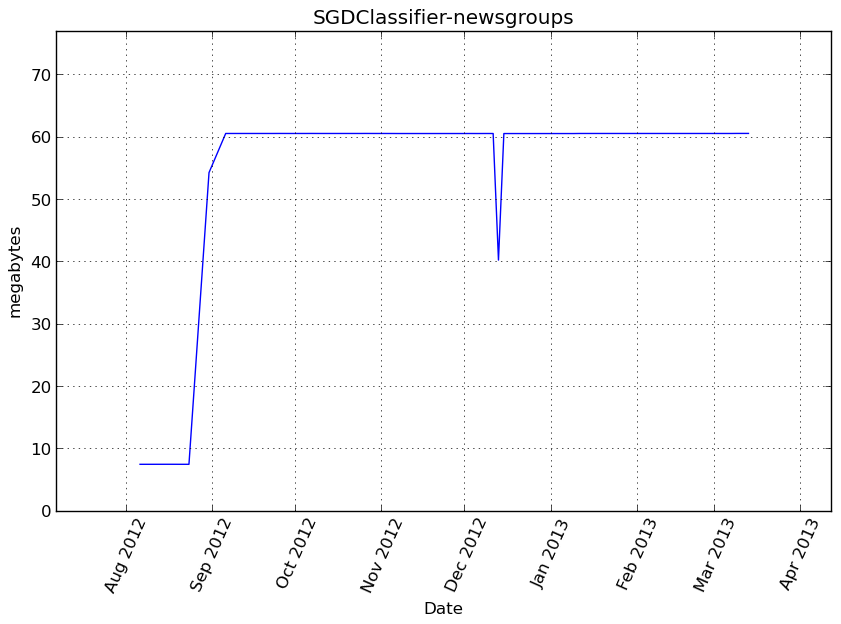 SGDClassifier-newsgroups
70
60
50
40
30
20
10
0
megabytes
Aug 2012
Sep 2012
Oct 2012
Nov 2012
Dec 2012
Jan 2013
Feb 2013
Mar 2013
Apr 2013
Date